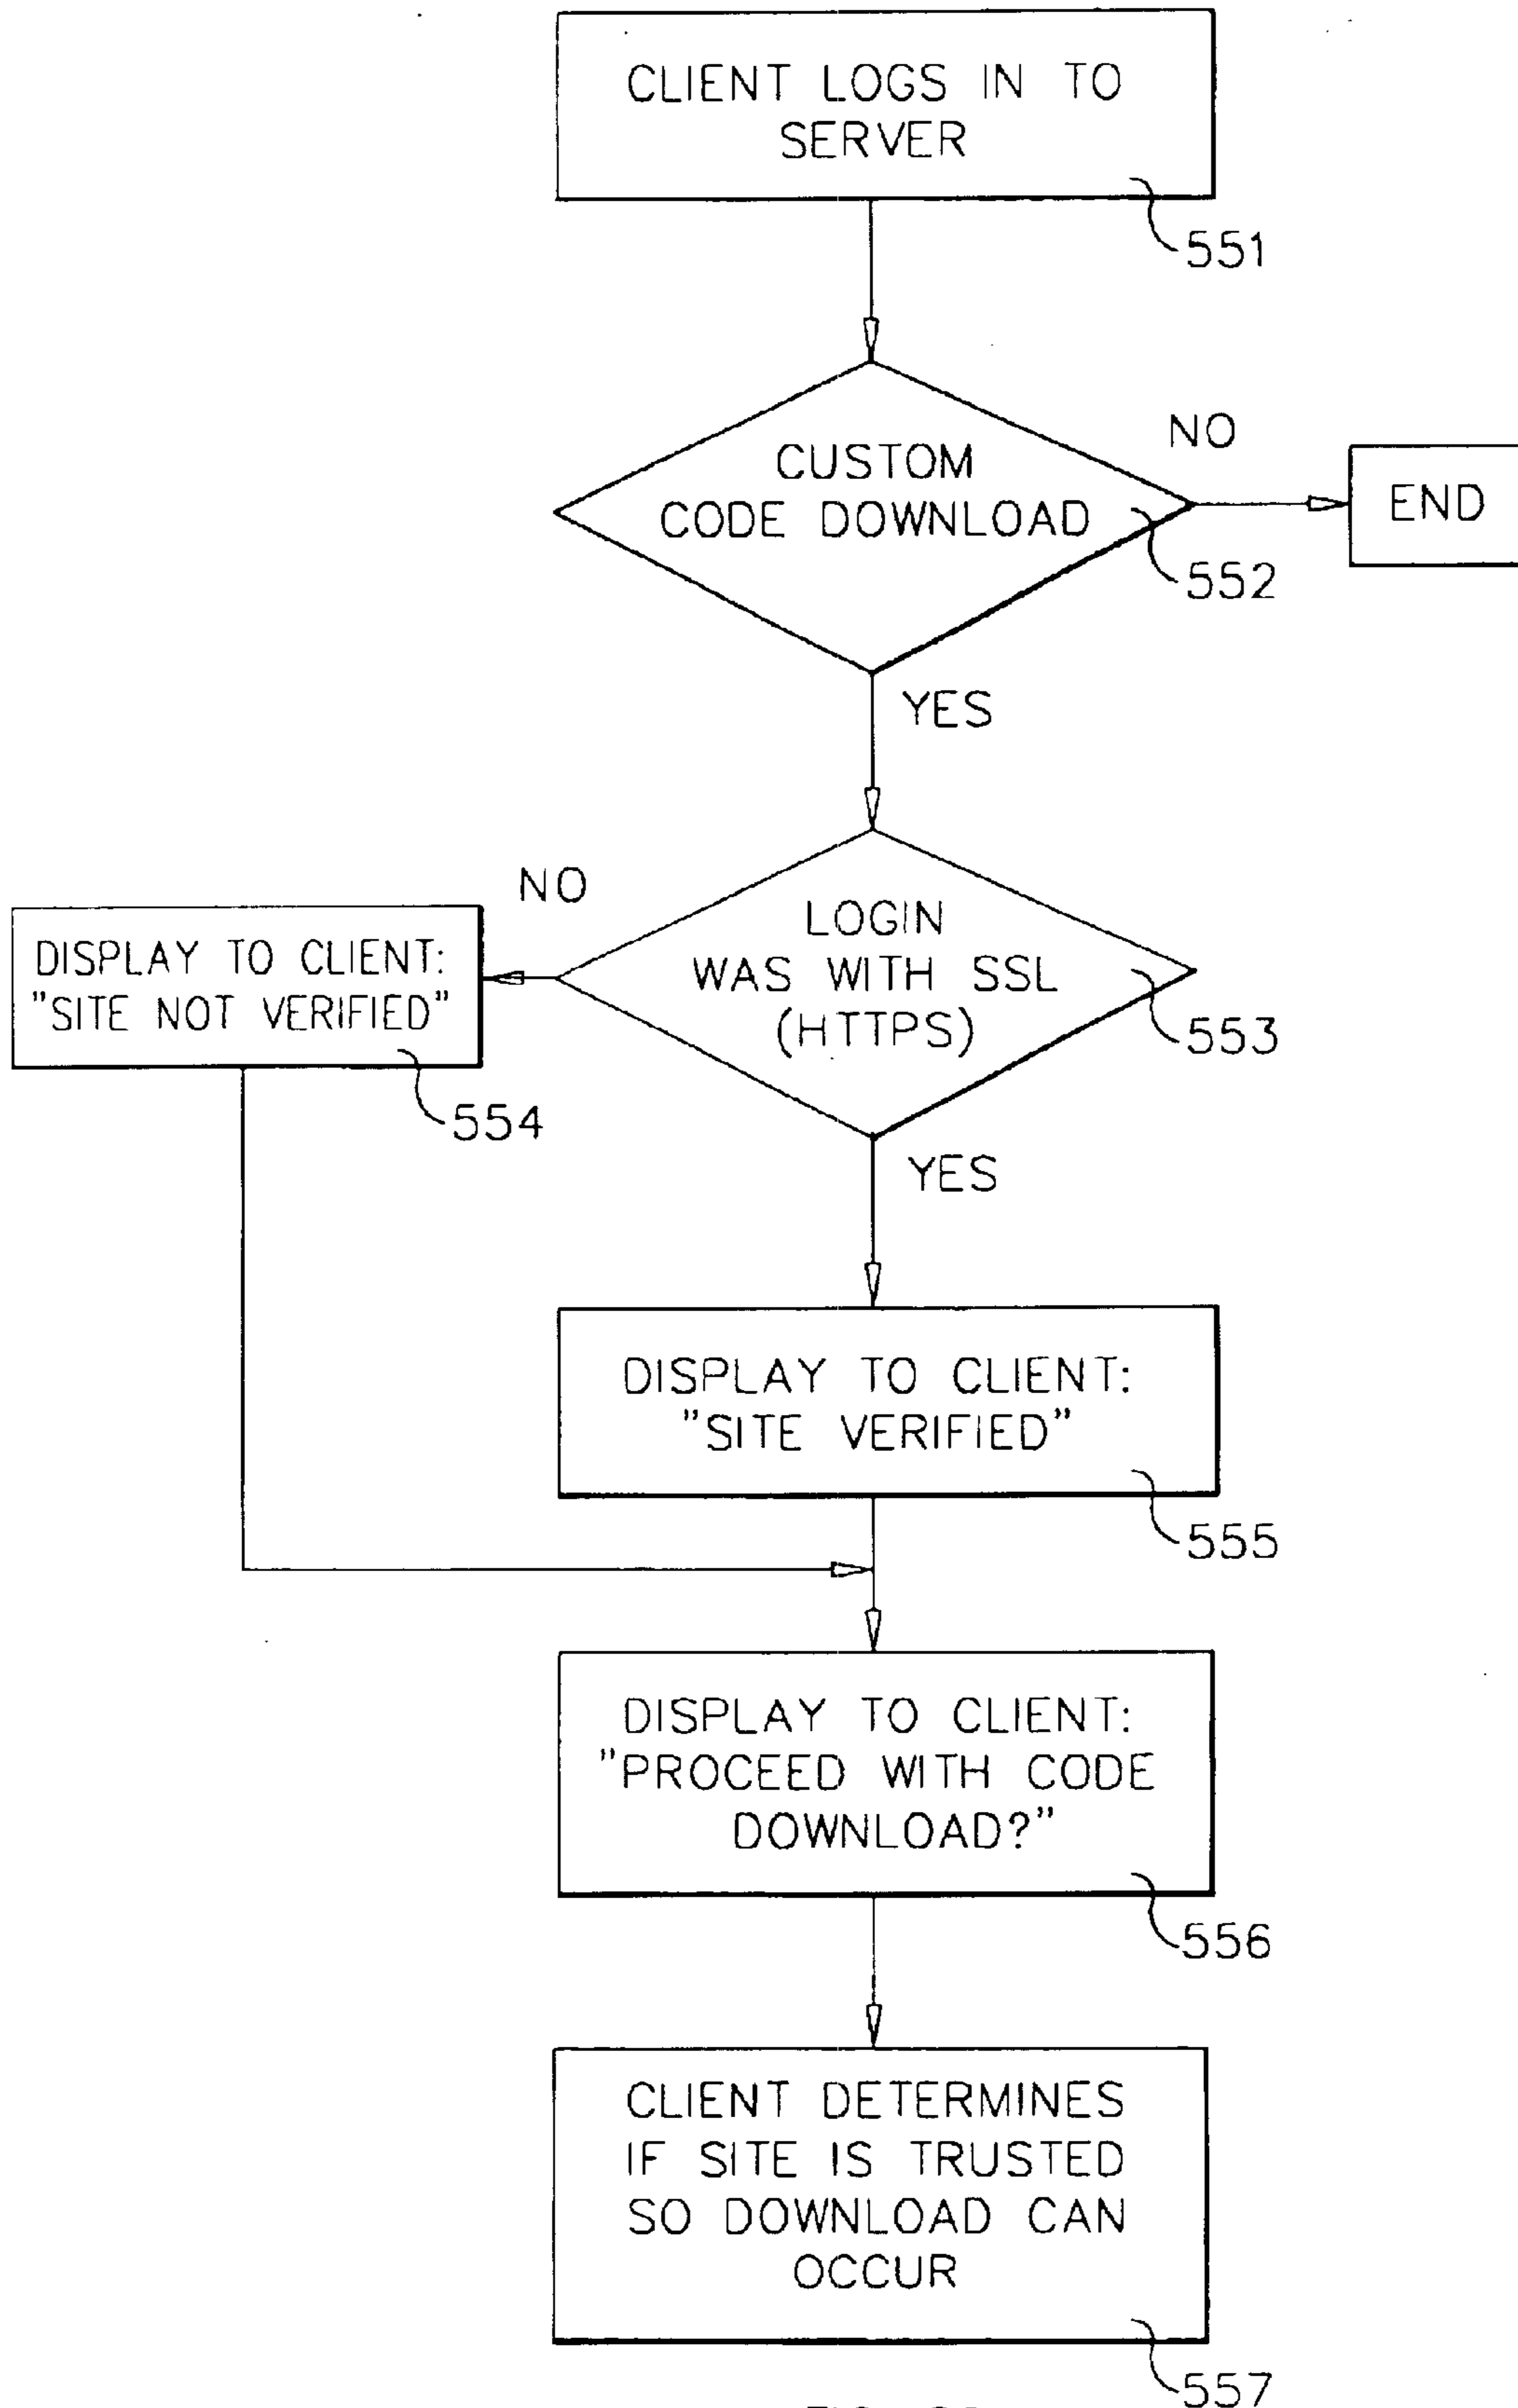 CLIENT LOGS IN TO
SERVER
551
CUSTOM
CODE DOWNLOAD
552
NO
END
YES
LOGIN
WAS WITH SSL
(HTTPS)
553
NO
DISPLAY TO CLIENT:
"SITE NOT VERIFIED"
554
YES
DISPLAY TO CLIENT:
"SITE VERIFIED"
555
DISPLAY TO CLIENT:
"PROCEED WITH CODE
DOWNLOAD?"
556
CLIENT DETERMINES
IF SITE IS TRUSTED
SO DOWNLOAD CAN
OCCUR
557